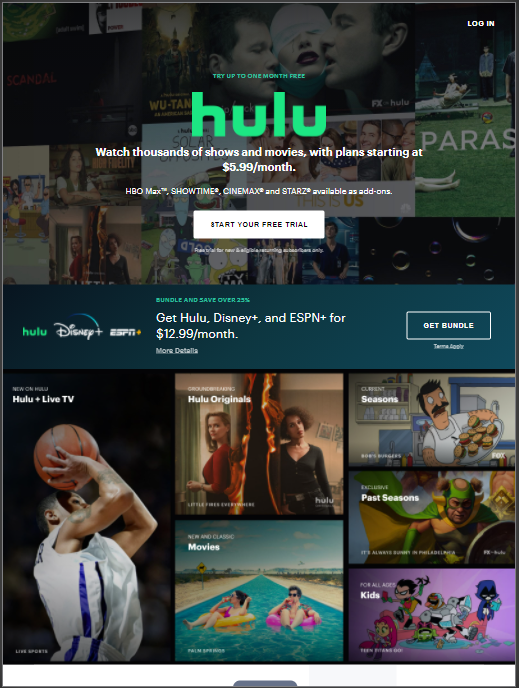 LOG IN
SCANDAL
WU-TANG
FX on hulu
TRY UP TO ONE MONTH FREE
hulu
Watch thousands of shows and movies, with plans starting at
$5.99/month.
PARAS
HBO Max™, SHOWTIME®, CINEMAX® and STARZ® available as add-ons.
THIS IS US
START YOUR FREE TRIAL
Free trial for new & eligible returning subscribers only.
BUNDLE AND SAVE OVER 25%
hulu Disney+ ESPN+
Get Hulu, Disney+, and ESPN+ for
$12.99/month.
GET BUNDLE
More Details
Terms Apply
NEW ON HULU
Hulu + Live TV
LIVE SPORTS
GROUNDBREAKING
Hulu Originals
LITTLE FIRES EVERYWHERE
hulu
NEW AND CLASSIC
Movies
PALM SPRINGS
CURRENT
Seasons
BOB'S BURGERS
FOX
EXCLUSIVE
Past Seasons
IT'S ALWAYS SUNNY IN PHILADELPHIA
FX on hulu
FOR ALL AGES
Kids
TEEN TITANS GO!